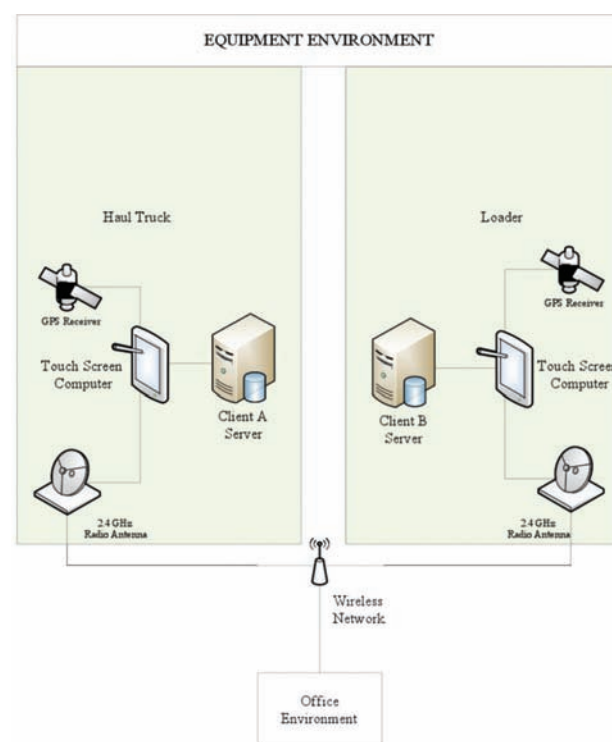 EQUIPMENT ENVIRONMENT
Haul Truck
GPS Receiver
Touch Screen
Computer
Client A
Server
2.4 GHz
Radio Antenna
Loader
GPS Receiver
Touch Screen
Computer
Client B
Server
2.4 GHz
Radio Antenna
Wireless
Network
Office
Environment